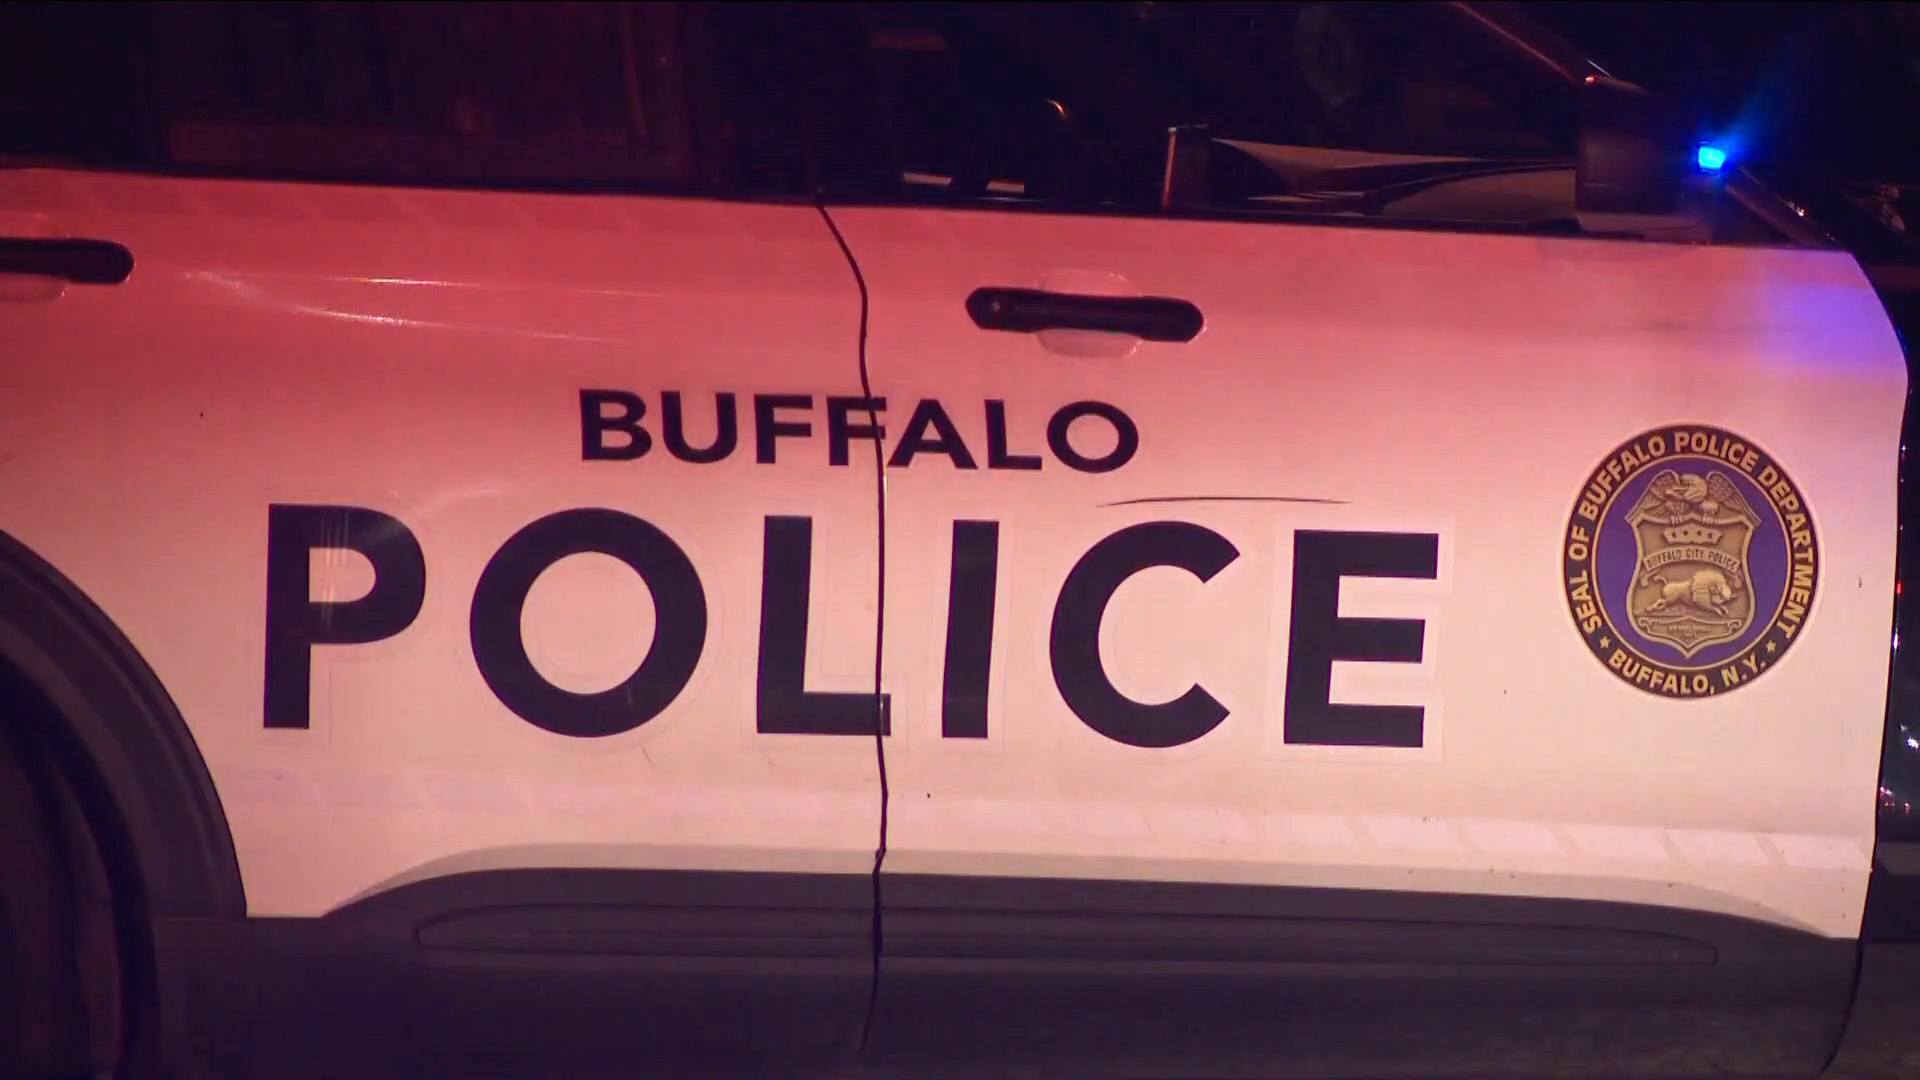 BUFFALO
POLICE
SEAL OF BUFFALO POLICE DEPARTMENT
BUFFALO CITY POLICE
★ BUFFALO, N.Y. ★